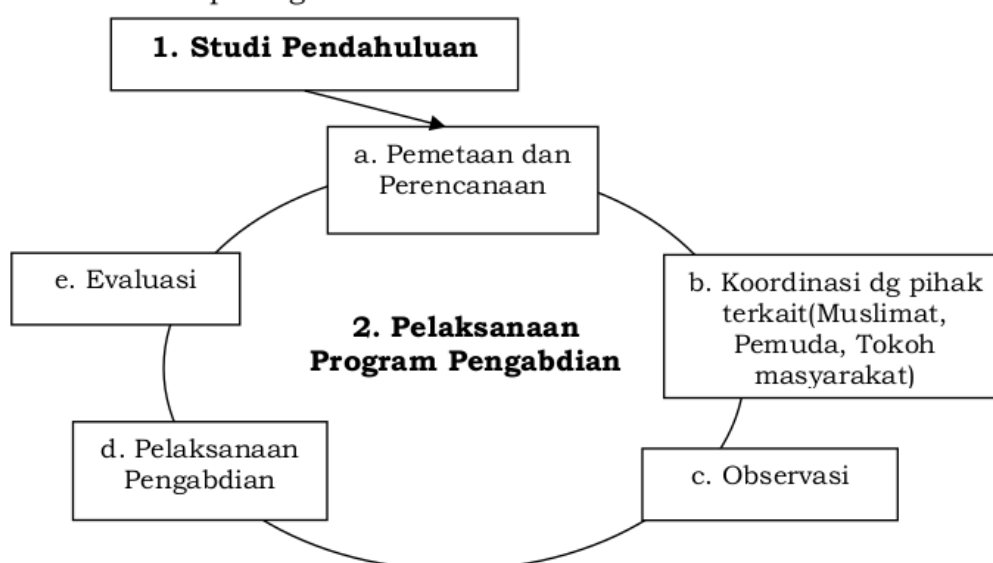 1. Studi Pendahuluan
a. Pemetaan dan
Perencanaan
b. Koordinasi dg pihak
terkait(Muslimat,
Pemuda, Tokoh
masyarakat)
c. Observasi
d. Pelaksanaan
Pengabdian
e. Evaluasi
2. Pelaksanaan
Program Pengabdian